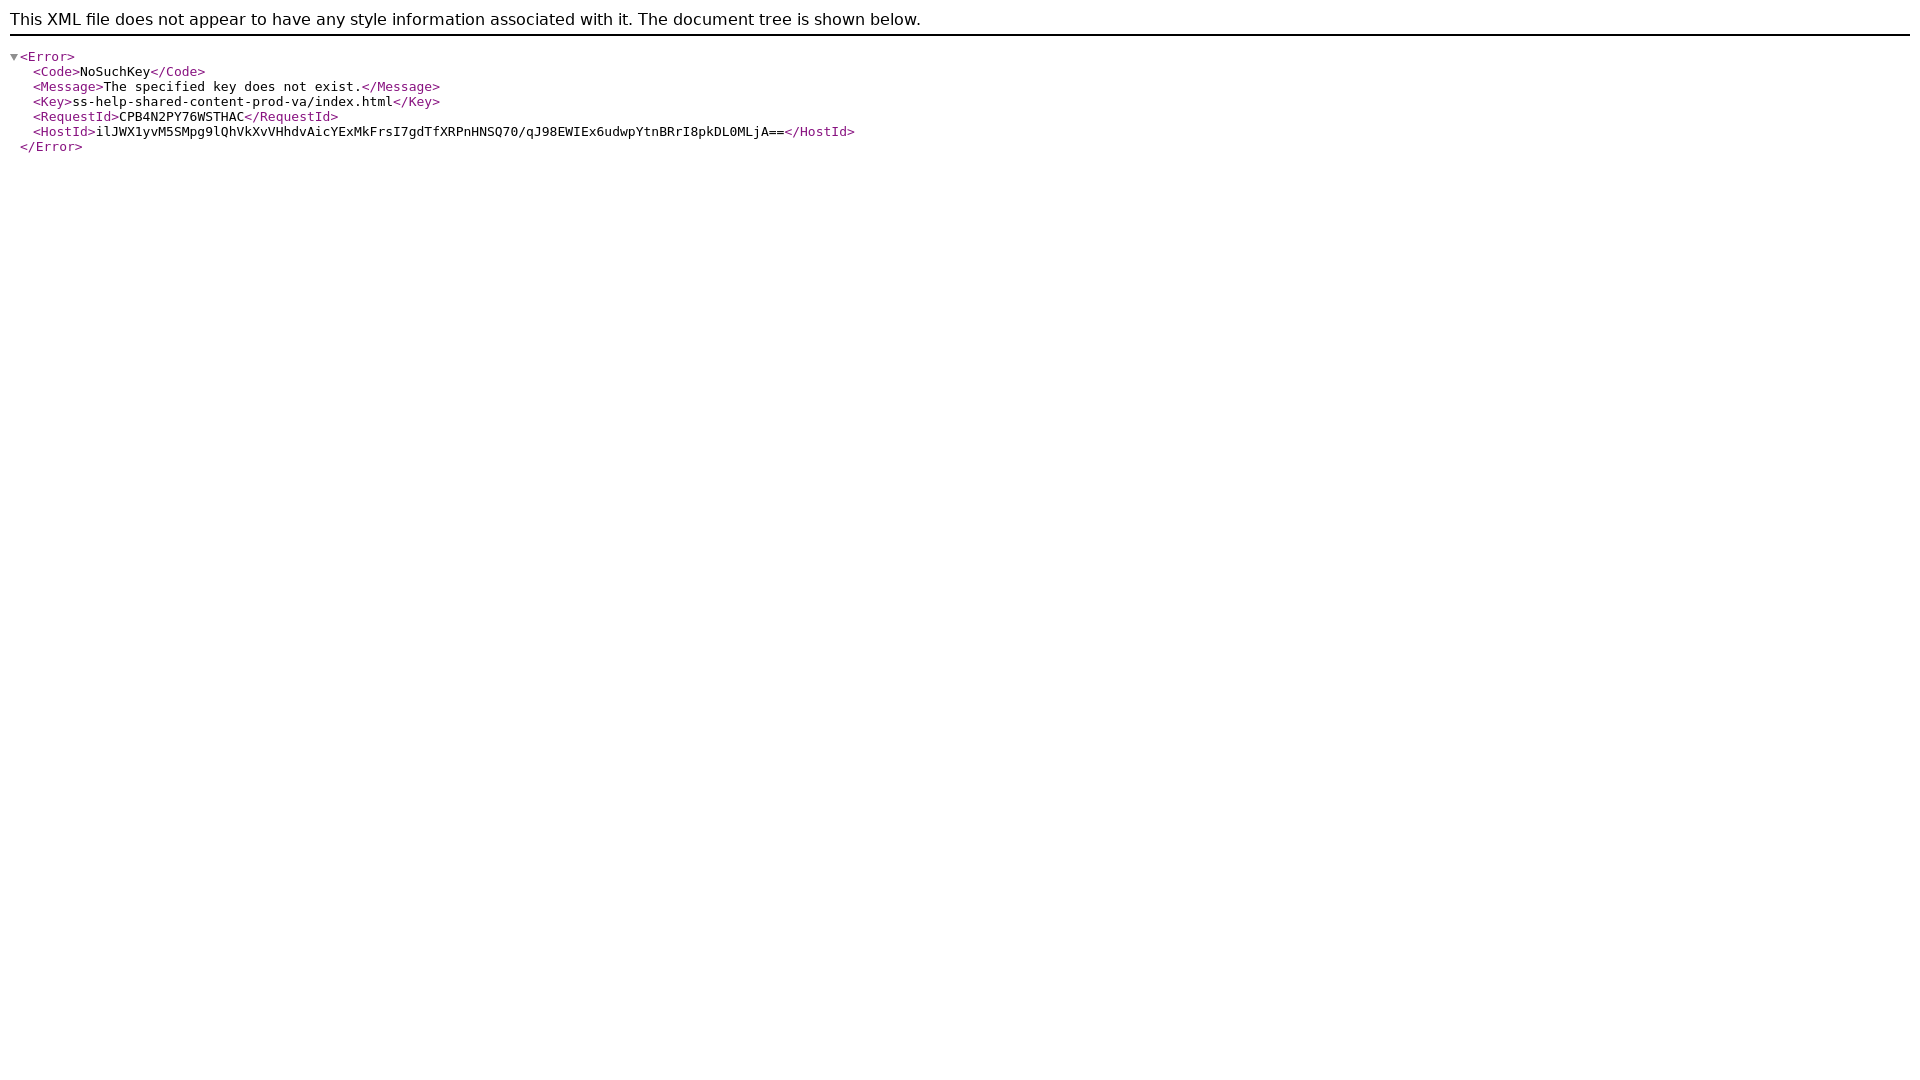 This XML file does not appear to have any style information associated with it. The document tree is shown below.
<Error>
<Code>NoSuchKey</Code>
<Message>The specified key does not exist.</Message>
<Key>ss-help-shared-content-prod-va/index.html</Key>
<RequestId>CPB4N2PY76WSTHAC</RequestId>
<HostId>ilJWX1yvM5SMpg9lQhVkXvVHhdvAicYExMkFrsI7gdTfXRPnHNSQ70/qJ98EWIEx6udwpYtnBRrI8pkDL0MLjA==</HostId>
</Error>